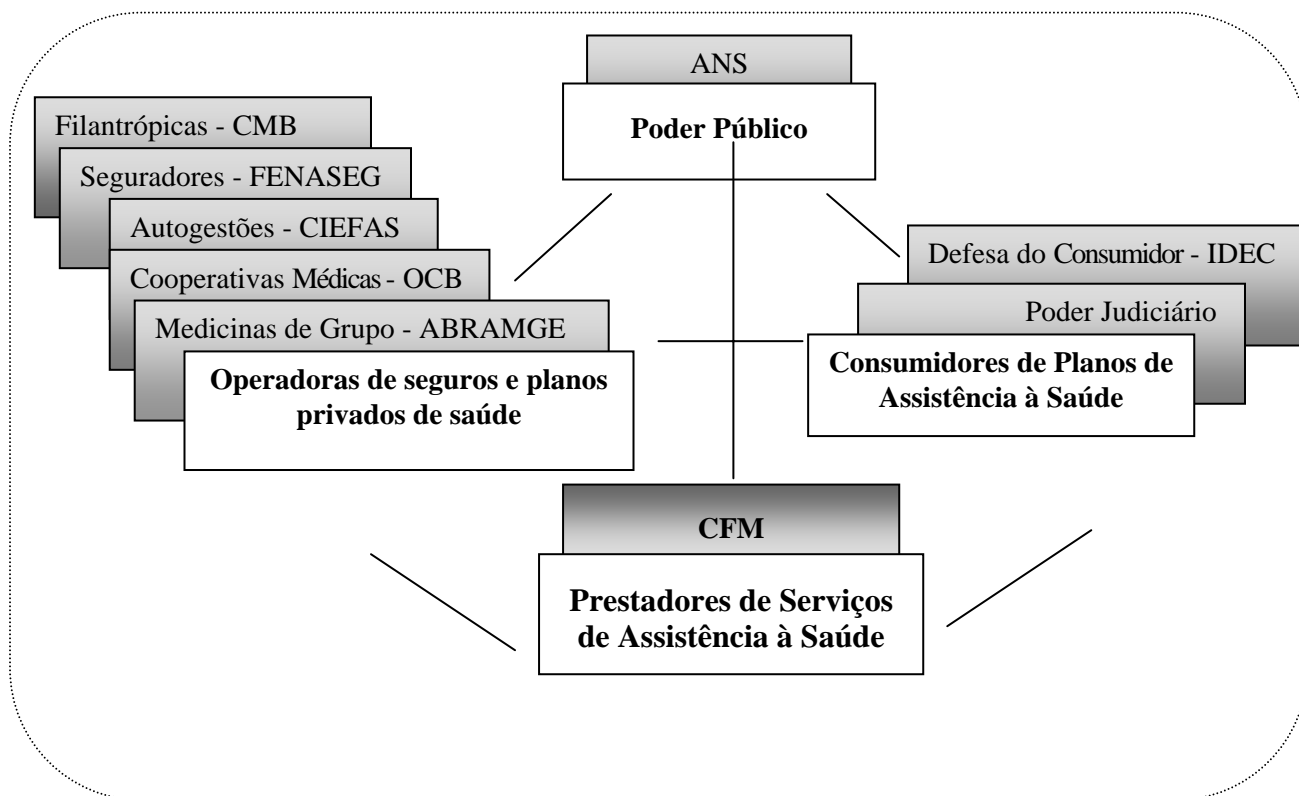 ANS
Poder Público
Filantrópicas - CMB
Seguradores - FENASEG
Autogestões - CIEFAS
Cooperativas Médicas - OCB
Medicinas de Grupo - ABRAMGE
Operadoras de seguros e planos
privados de saúde
Defesa do Consumidor - IDEC
Poder Judiciário
Consumidores de Planos de
Assistência à Saúde
CFM
Prestadores de Serviços
de Assistência à Saúde